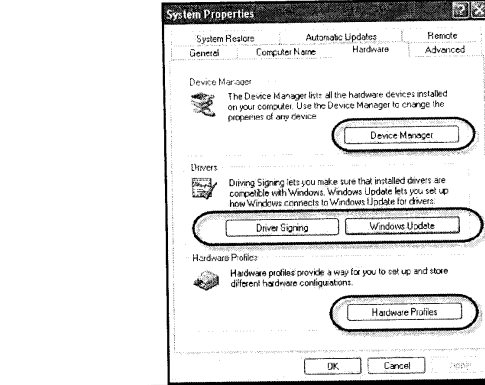 System Properties
System Restore Automatic Updates Remote
General Computer Name Hardware Advanced
Device Manager
The Device Manager lists all the hardware devices installed
on your computer. Use the Device Manager to change the
properties of any device.
Device Manager
Drivers
Driving Signing lets you make sure that installed drivers are
compatible with Windows. Windows Update lets you set up
how Windows connects to Windows Update for drivers.
Driver Signing Windows Update
Hardware Profiles
Hardware profiles provide a way for you to set up and store
different hardware configurations.
Hardware Profiles
OK Cancel Apply